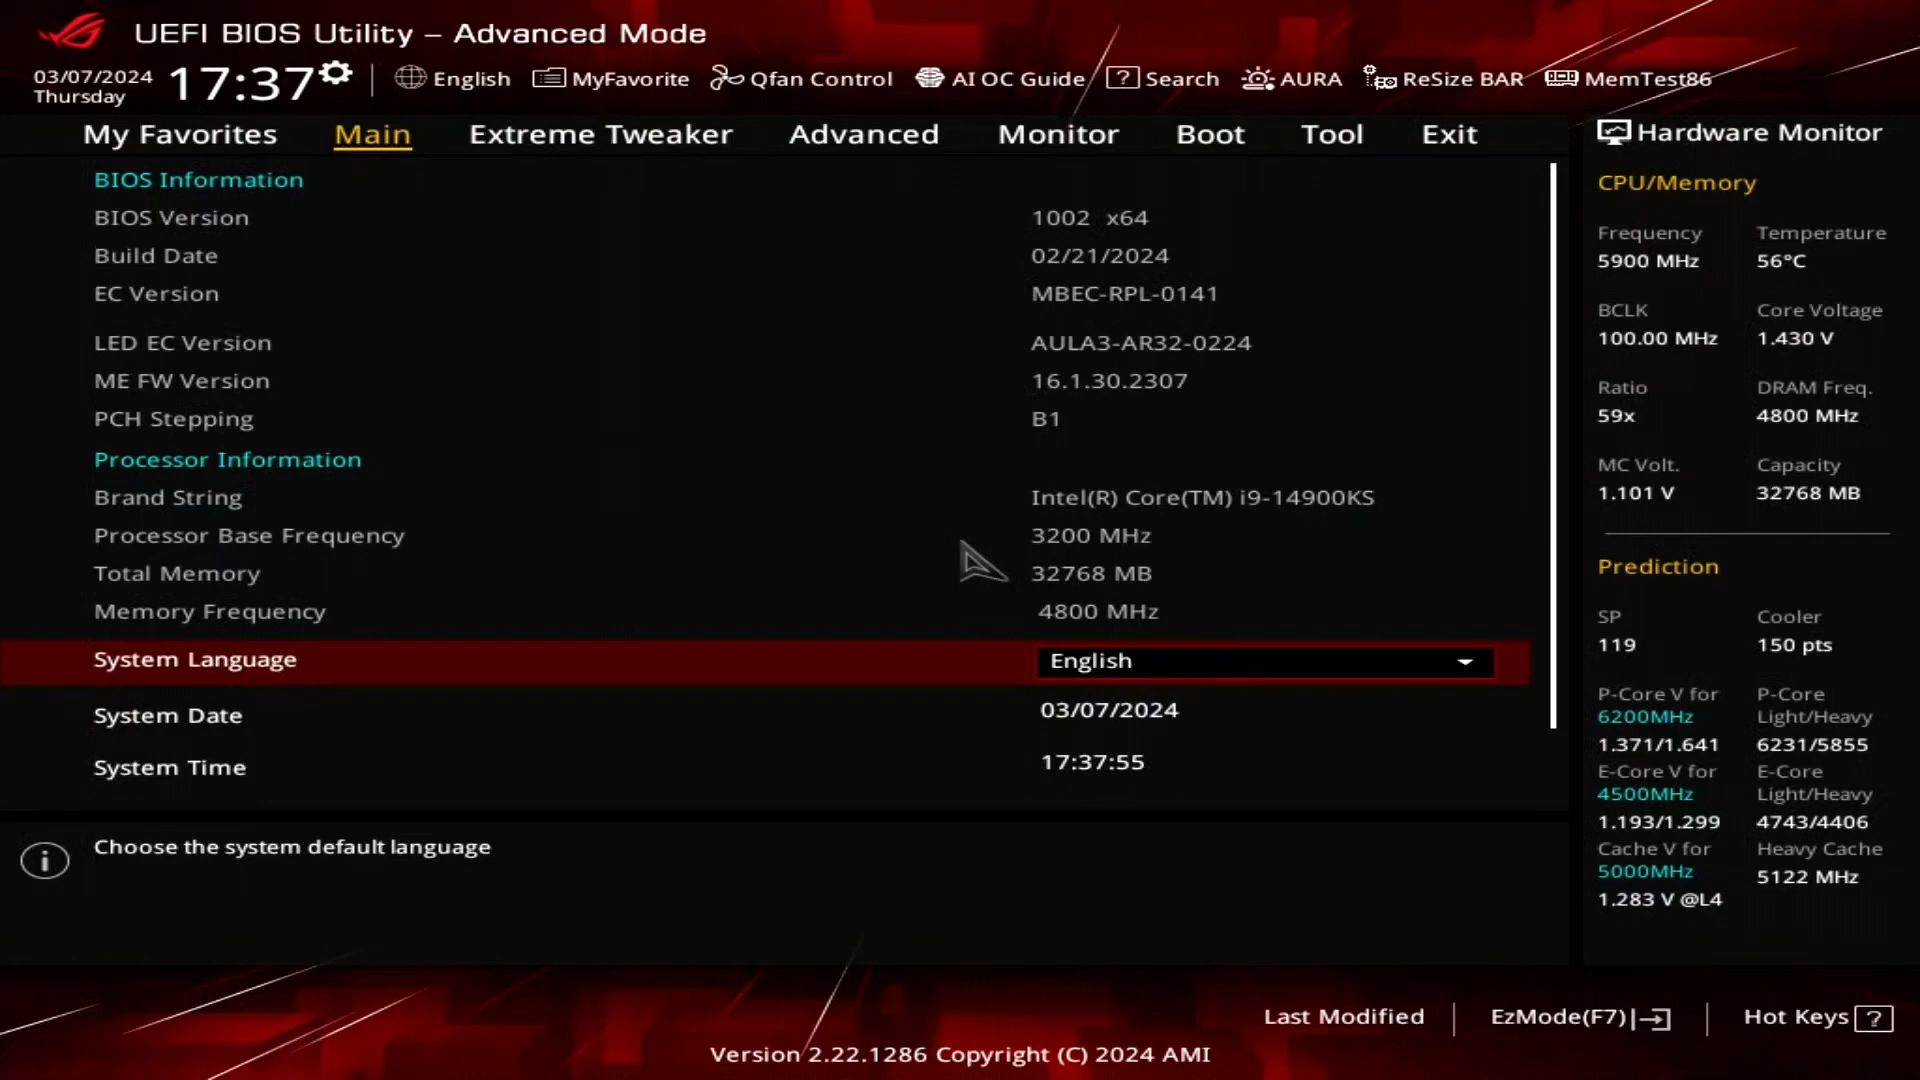 UEFI BIOS Utility – Advanced Mode
03/07/2024
Thursday
17:37
English
MyFavorite
Qfan Control
AI OC Guide
? Search
AURA
ReSize BAR
MemTest86
My Favorites
Main
Extreme Tweaker
Advanced
Monitor
Boot
Tool
Exit
BIOS Information
BIOS Version 1002 x64
Build Date 02/21/2024
EC Version MBEC-RPL-0141
LED EC Version AULA3-AR32-0224
ME FW Version 16.1.30.2307
PCH Stepping B1
Processor Information
Brand String Intel(R) Core(TM) i9-14900KS
Processor Base Frequency 3200 MHz
Total Memory 32768 MB
Memory Frequency 4800 MHz
System Language English
System Date 03/07/2024
System Time 17:37:55
i Choose the system default language
Hardware Monitor
CPU/Memory
Frequency Temperature
5900 MHz 56°C
BCLK Core Voltage
100.00 MHz 1.430 V
Ratio DRAM Freq.
59x 4800 MHz
MC Volt. Capacity
1.101 V 32768 MB
Prediction
SP Cooler
119 150 pts
P-Core V for P-Core
6200MHz Light/Heavy
1.371/1.641 6231/5855
E-Core V for E-Core
4500MHz Light/Heavy
1.193/1.299 4743/4406
Cache V for Heavy Cache
5000MHz 5122 MHz
1.283 V @L4
Last Modified
EzMode(F7)
Hot Keys ?
Version 2.22.1286 Copyright (C) 2024 AMI